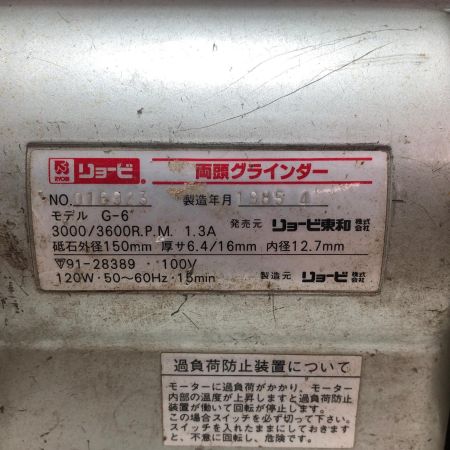 RYOBI リョービ 両頭グラインダー
NO. 製造年月 1985 4
モデル G-6" 発売元 リョービ東和 株式会社
3000/3600R.P.M. 1.3A
砥石外径150mm 厚サ6.4/16mm 内径12.7mm
91-28389 ・・100V 製造元 リョービ 株式会社
120W・50～60Hz・15min
過負荷防止装置について
モーターに過負荷がかかり、モーター
内部の温度が上昇しますと過負荷防止
装置が働いて回転が停止します。
この場合スイッチを必ず切って下さい。
スイッチを入れたままにしておきます
と、不意に回転し、危険です。